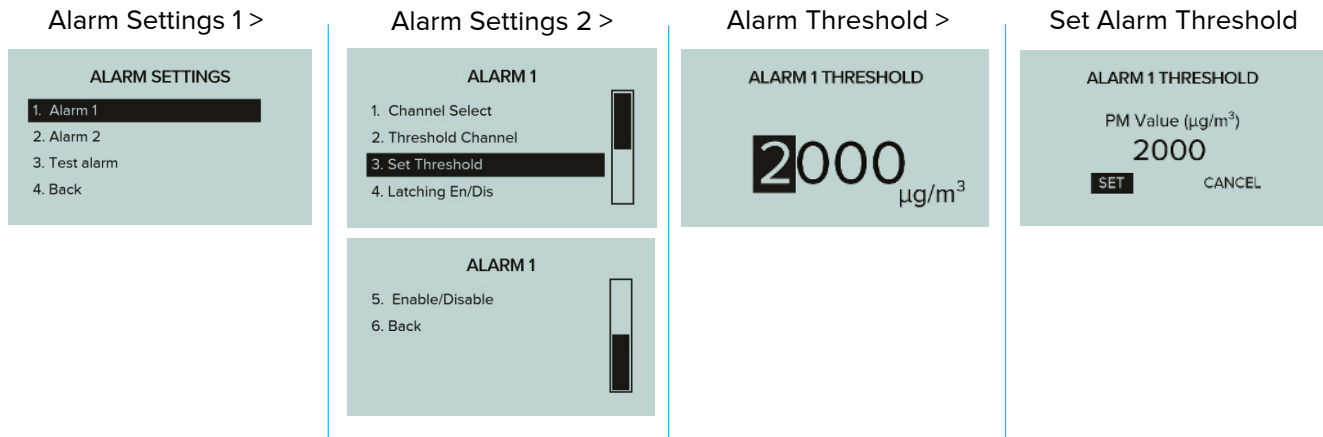 Alarm Settings 1 >
ALARM SETTINGS
1. Alarm 1
2. Alarm 2
3. Test alarm
4. Back
Alarm Settings 2 >
ALARM 1
1. Channel Select
2. Threshold Channel
3. Set Threshold
4. Latching En/Dis
ALARM 1
5. Enable/Disable
6. Back
Alarm Threshold >
ALARM 1 THRESHOLD
2000
µg/m³
Set Alarm Threshold
ALARM 1 THRESHOLD
PM Value (µg/m³)
2000
SET CANCEL